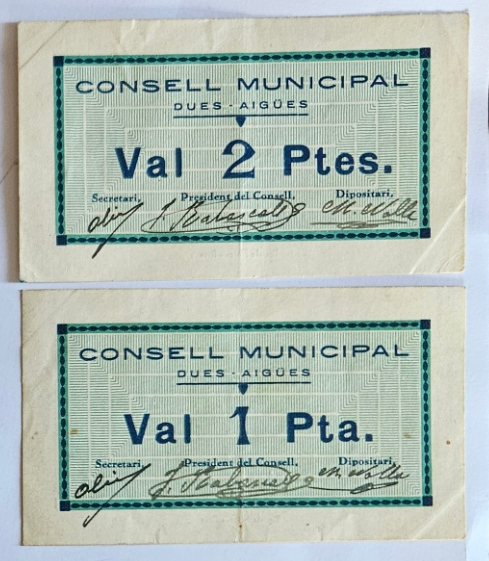 CONSELL MUNICIPAL
DUES-AIGÜES
Val 2 Ptes.
Secretari, President del Consell, Dipositari,
CONSELL MUNICIPAL
DUES-AIGÜES
Val 1 Pta.
Secretari, President del Consell, Dipositari,